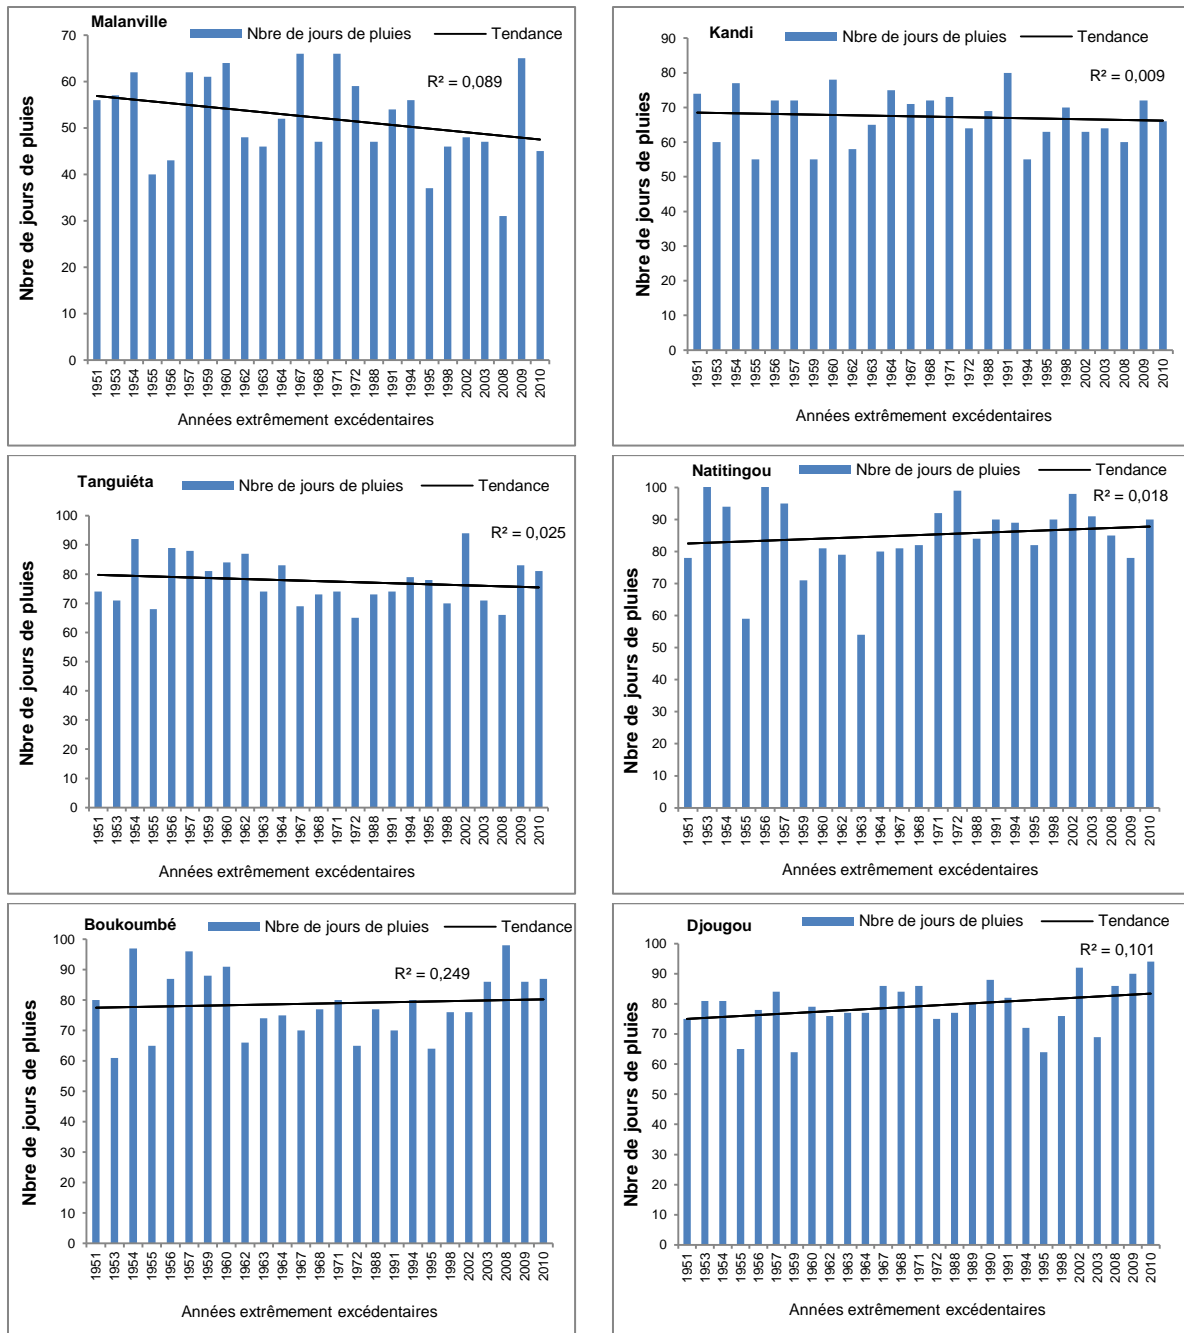 Malanville
Nbre de jours de pluies Tendance
R² = 0,089
70
60
50
40
30
20
10
0
Nbre de jours de pluies
1951 1953 1954 1955 1956 1957 1959 1960 1962 1963 1964 1967 1968 1971 1972 1988 1991 1994 1995 1998 2002 2003 2008 2009 2010
Années extrêmement excédentaires
Kandi
Nbre de jours de pluies Tendance
R² = 0,009
90
80
70
60
50
40
30
20
10
0
Nbre de jours de pluies
1951 1953 1954 1955 1956 1957 1959 1960 1962 1963 1964 1967 1968 1971 1972 1988 1991 1994 1995 1998 2002 2003 2008 2009 2010
Années extrêmement excédentaires
Tanguiéta
Nbre de jours de pluies Tendance
R² = 0,025
100
90
80
70
60
50
40
30
20
10
0
Nbre de jours de pluies
1951 1953 1954 1955 1956 1957 1959 1960 1962 1963 1964 1967 1968 1971 1972 1988 1991 1994 1995 1998 2002 2003 2008 2009 2010
Années extrêmement excédentaires
Natitingou
Nbre de jours de pluies Tendance
R² = 0,018
100
90
80
70
60
50
40
30
20
10
0
Nbre de jours de pluies
1951 1953 1954 1955 1956 1957 1959 1960 1962 1963 1964 1967 1968 1971 1972 1988 1991 1994 1995 1998 2002 2003 2008 2009 2010
Années extrêmement excédentaires
Boukoumbé
Nbre de jours de pluies Tendance
R² = 0,249
100
90
80
70
60
50
40
30
20
10
0
Nbre de jours de pluies
1951 1953 1954 1955 1956 1957 1959 1960 1962 1963 1964 1967 1968 1971 1972 1988 1991 1994 1995 1998 2002 2003 2008 2009 2010
Années extrêmement excédentaires
Djougou
Nbre de jours de pluies Tendance
R² = 0,101
100
90
80
70
60
50
40
30
20
10
0
Nbre de jours de pluies
1951 1953 1954 1955 1956 1957 1959 1960 1962 1963 1964 1967 1968 1971 1972 1988 1989 1990 1991 1994 1995 1998 2002 2003 2008 2009 2010
Années extrêmement excédentaires